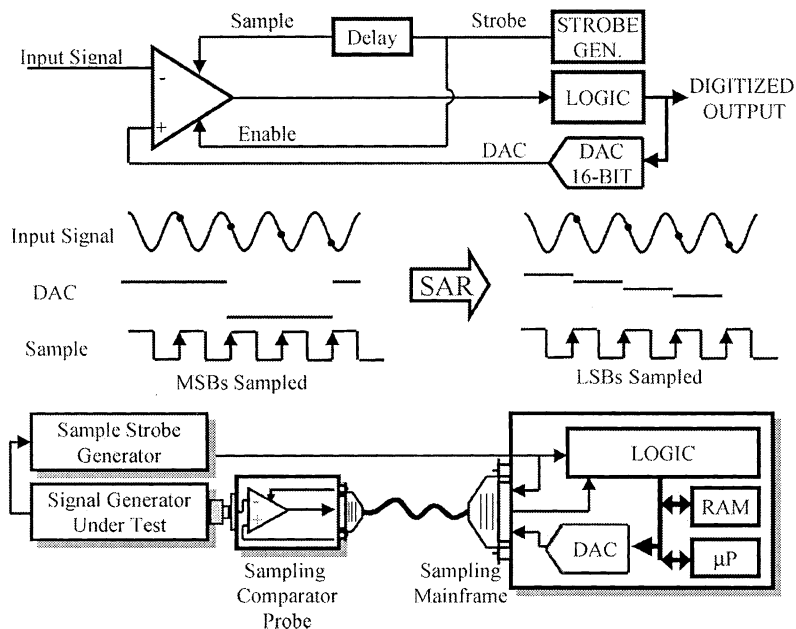 Sample
Delay
Strobe
STROBE
GEN.
Input Signal
-
+
LOGIC
DIGITIZED
OUTPUT
Enable
DAC
DAC
16-BIT
Input Signal
DAC
SAR
Sample
MSBs Sampled
LSBs Sampled
Sample Strobe
Generator
LOGIC
Signal Generator
Under Test
RAM
DAC
µP
Sampling
Comparator
Probe
Sampling
Mainframe